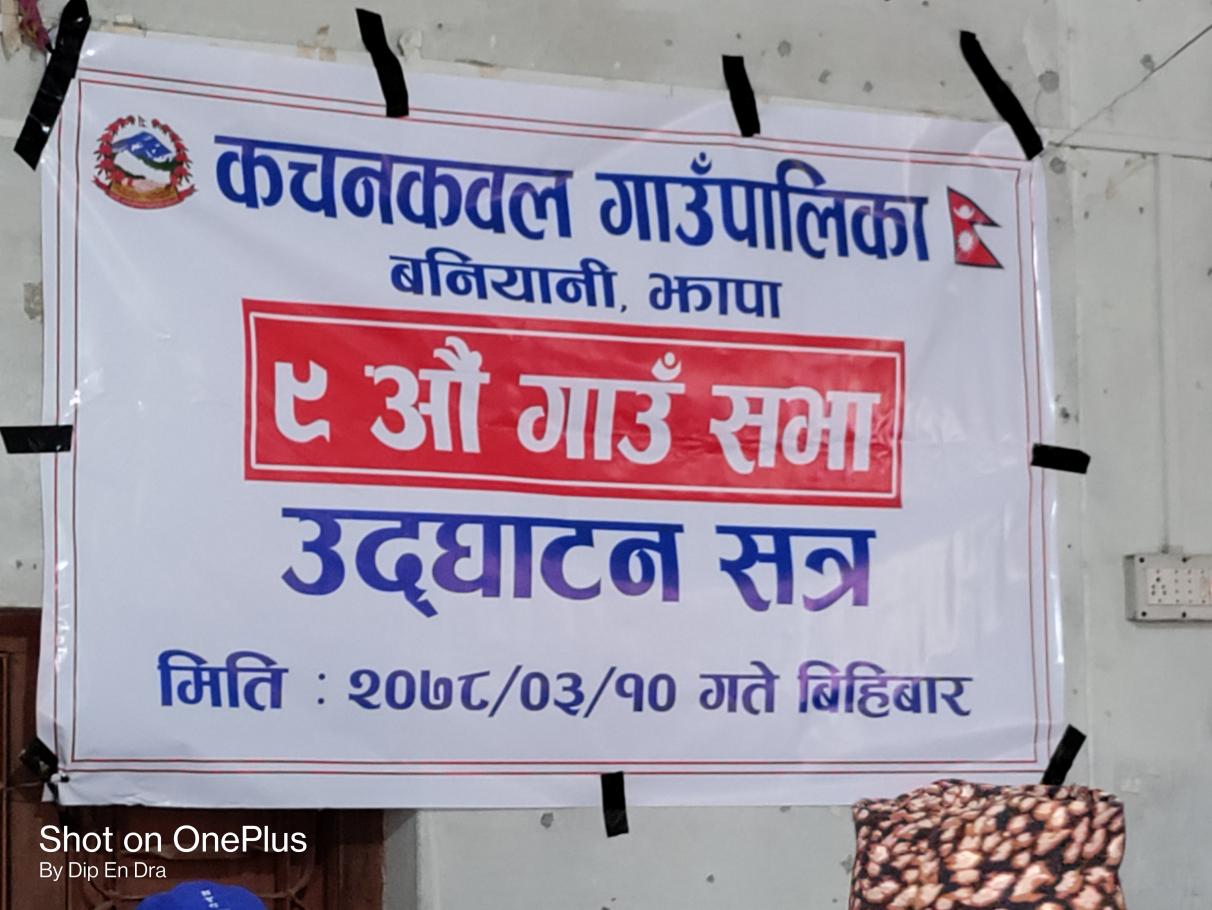 कचनकवल गाउँपालिका
बनियानी, झापा
९ औं गाउँ सभा
उद्‌घाटन सत्र
मिति : २०७८/०३/१० गते बिहिबार
Shot on OnePlus
By Dip En Dra